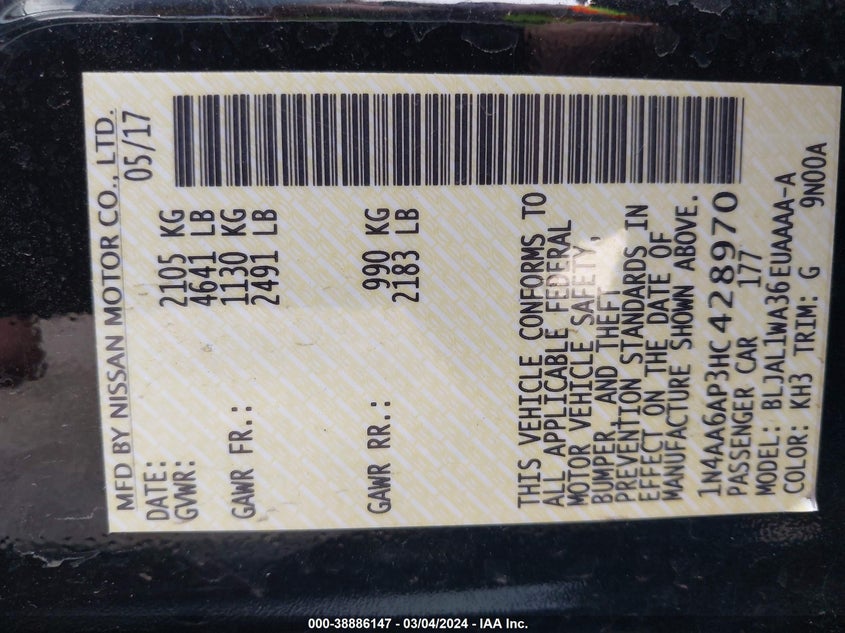 MFD BY NISSAN MOTOR CO., LTD.
DATE: 05/17
GVWR: 2105 KG
4641 LB
GAWR FR.: 1130 KG
2491 LB
GAWR RR.: 990 KG
2183 LB
THIS VEHICLE CONFORMS TO
ALL APPLICABLE FEDERAL
MOTOR VEHICLE SAFETY,
BUMPER, AND THEFT
PREVENTION STANDARDS IN
EFFECT ON THE DATE OF
MANUFACTURE SHOWN ABOVE.
1N4AA6AP3HC428970
PASSENGER CAR 177
MODEL: BLJAL1WA36EUAAAA-A
COLOR: KH3 TRIM: G 9N00A
000-38886147 - 03/04/2024 - IAA Inc.